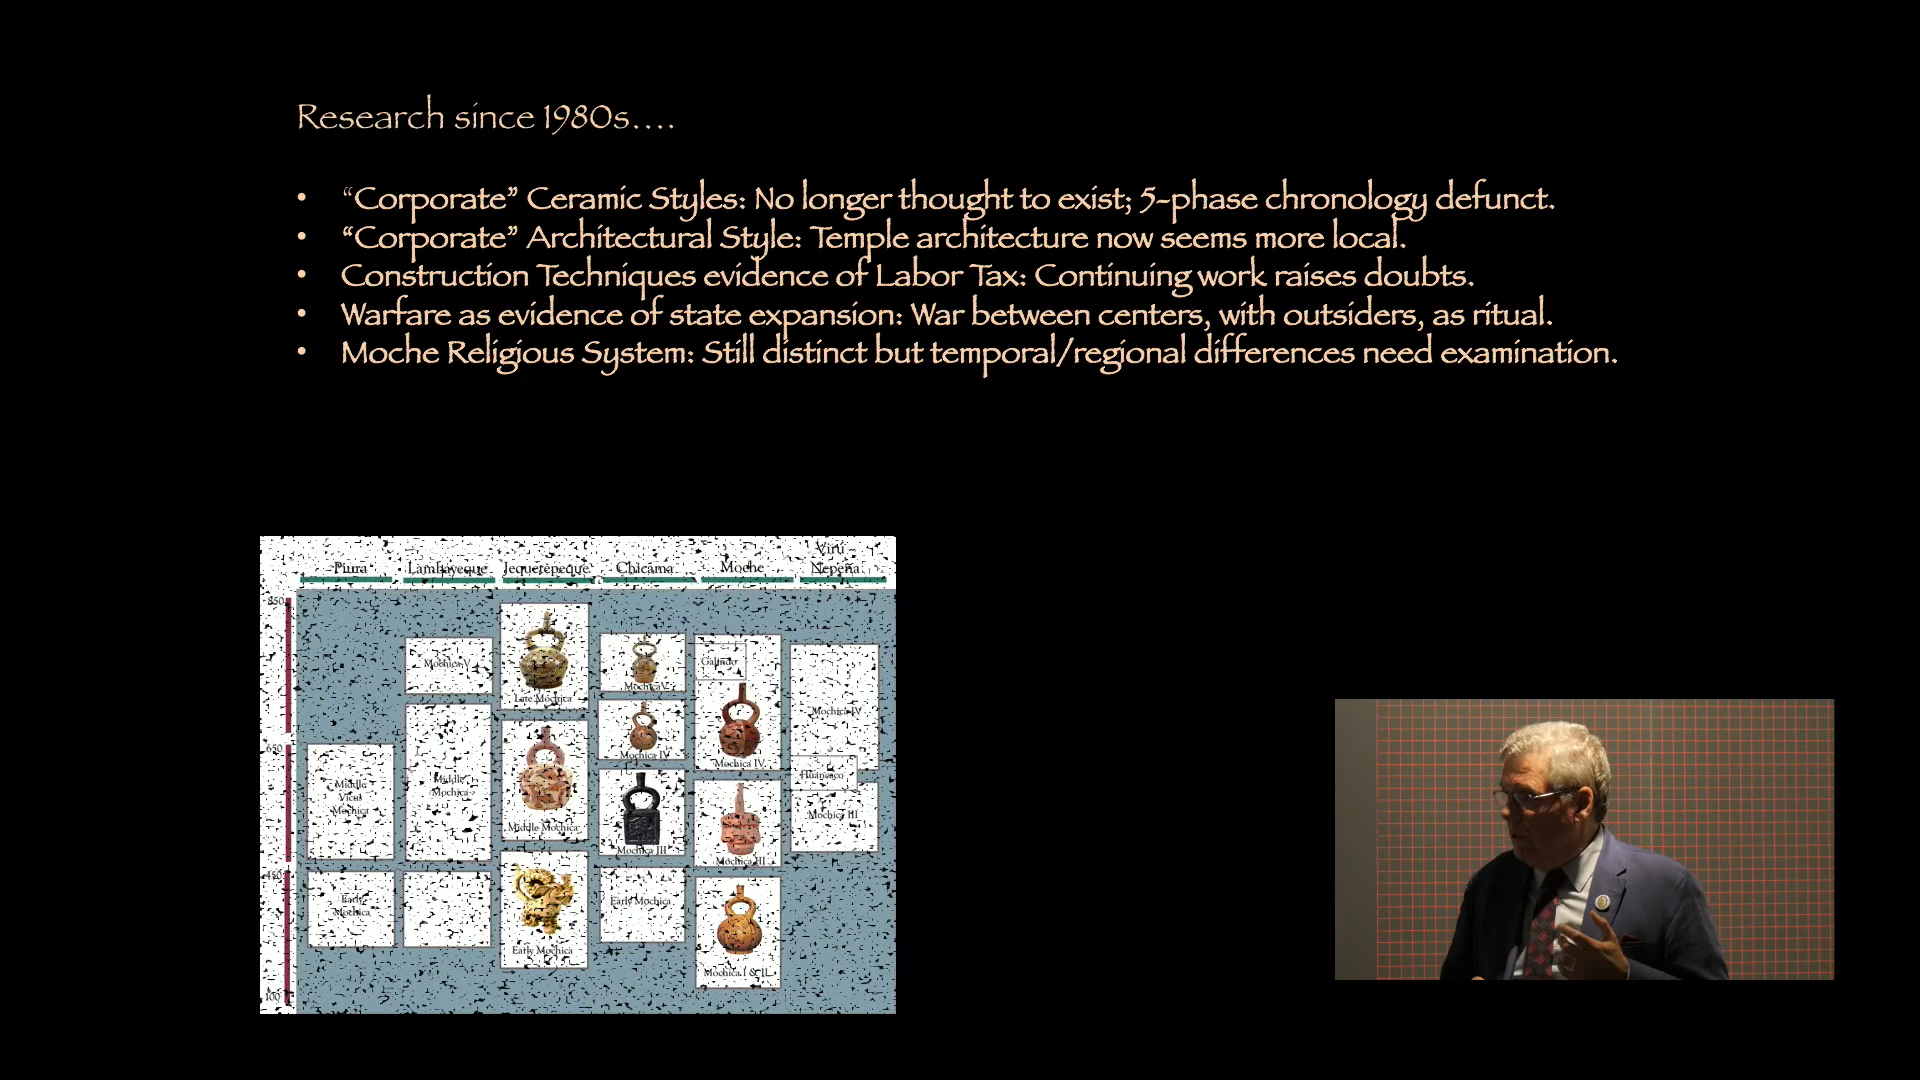 Research since 1980s....
• “Corporate” Ceramic Styles: No longer thought to exist; 5-phase chronology defunct.
• “Corporate” Architectural Style: Temple architecture now seems more local.
• Construction Techniques evidence of Labor Tax: Continuing work raises doubts.
• Warfare as evidence of state expansion: War between centers, with outsiders, as ritual.
• Moche Religious System: Still distinct but temporal/regional differences need examination.
Virú
Piura Lambayeque Jequetepeque Chicama Moche Nepeña
850
Mochica V
Late Mochica
Mochica V
Galindo
Mochica IV
650
Mochica IV
Mochica IV
Huancaco
Middle
Vicus
Mochica
Middle
Mochica
Middle Mochica
Mochica III
Mochica III
Mochica III
450
Early
Mochica
Early Mochica
Early Mochica
Mochica I & II
100